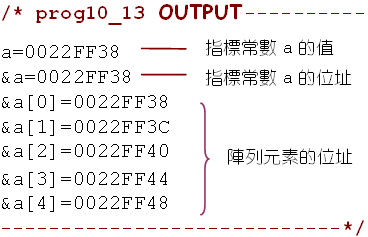 /* prog10_13 OUTPUT----------
a=0022FF38 指標常數 a 的值
&a=0022FF38 指標常數 a 的位址
&a[0]=0022FF38
&a[1]=0022FF3C
&a[2]=0022FF40 陣列元素的位址
&a[3]=0022FF44
&a[4]=0022FF48
-----------------------------*/